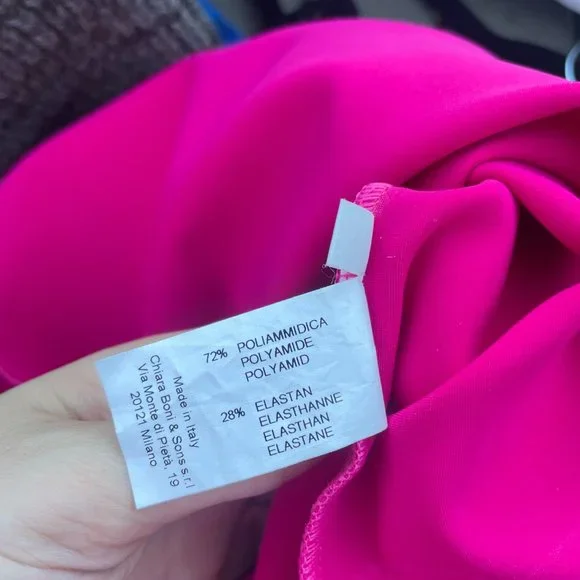 72% POLIAMMIDICA
POLYAMIDE
POLYAMID
28% ELASTAN
ELASTHANNE
ELASTHAN
ELASTANE
Made in Italy
Chiara Boni & Sons s.r.l
Via Monte di Pietà, 19
20121 Milano